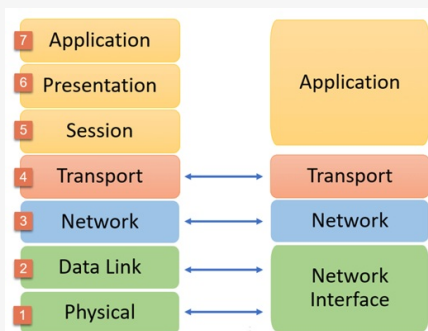 7 Application
6 Presentation
5 Session
4 Transport
3 Network
2 Data Link
1 Physical
Application
Transport
Network
Network
Interface